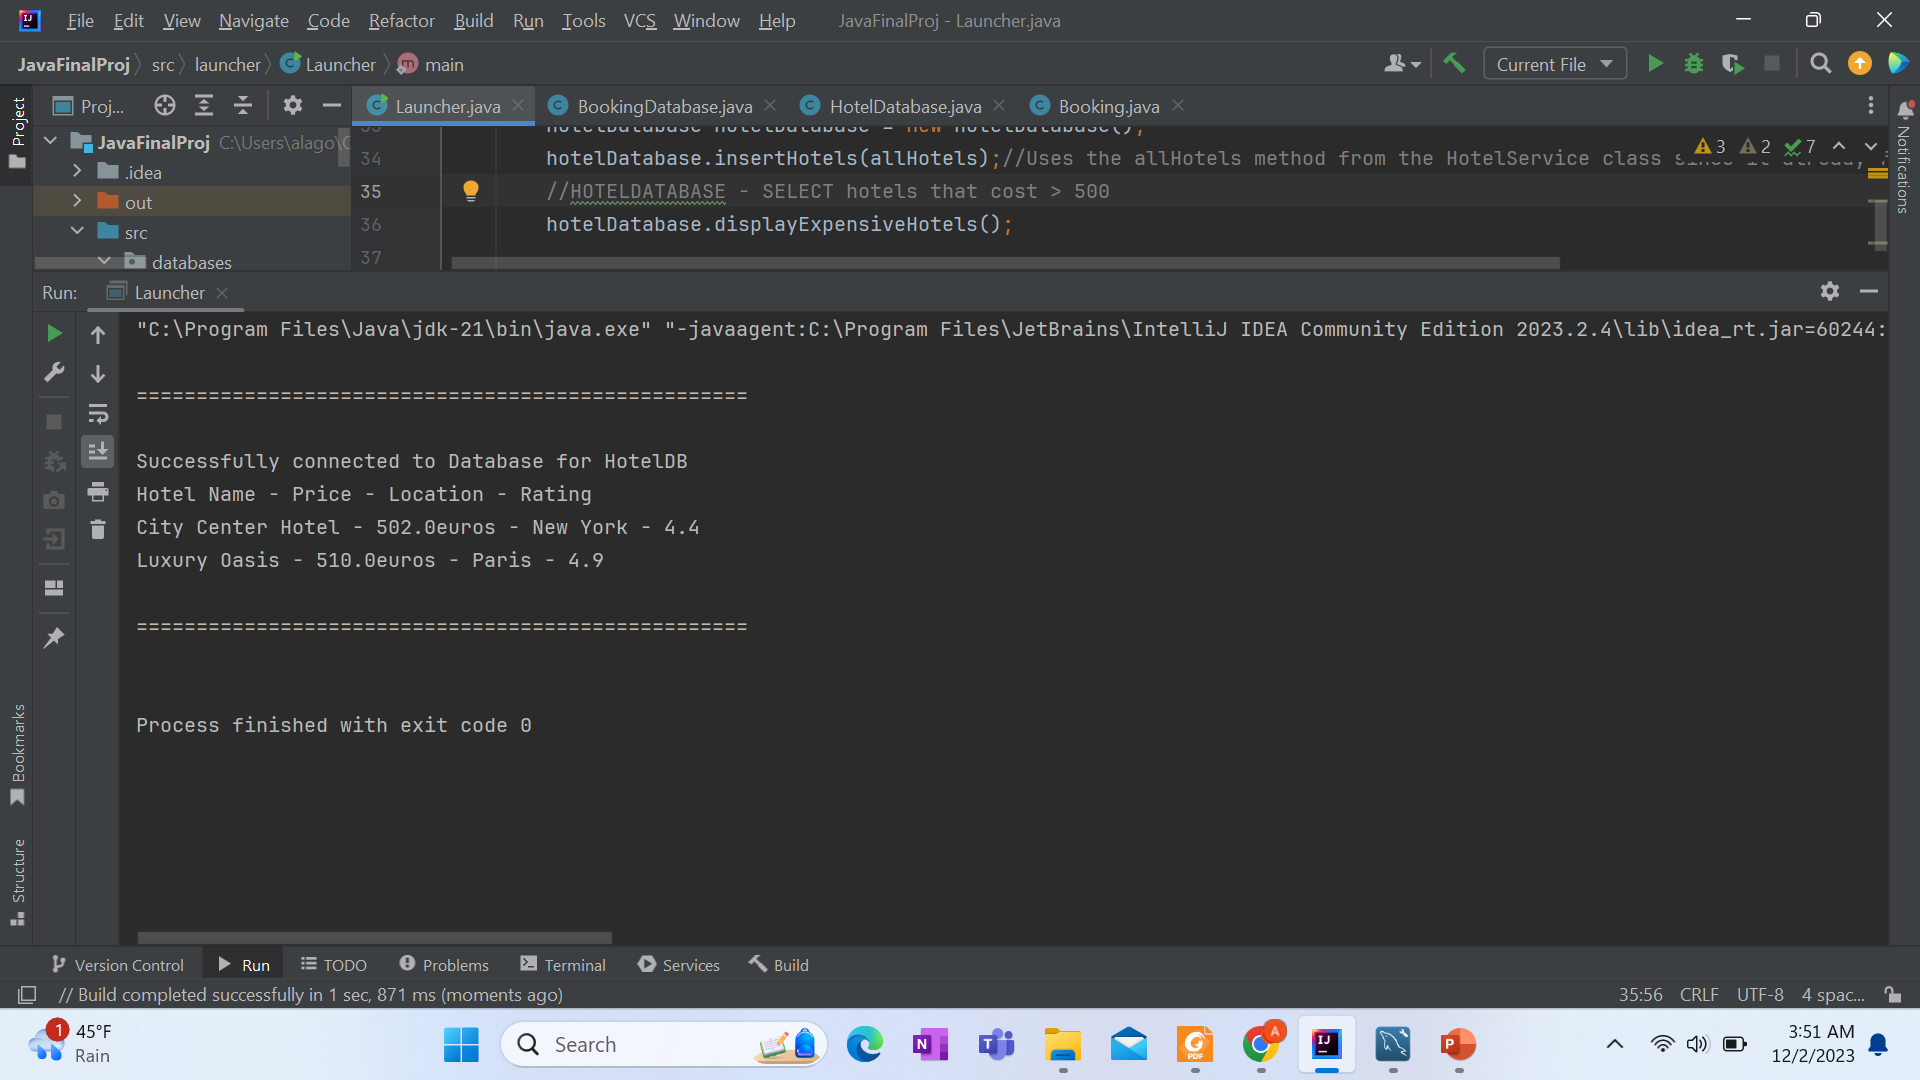 File Edit View Navigate Code Refactor Build Run Tools VCS Window Help JavaFinalProj - Launcher.java
JavaFinalProj src launcher Launcher main
Current File
Project
Proj...
Launcher.java BookingDatabase.java HotelDatabase.java Booking.java
JavaFinalProj C:\Users\alago\
.idea
out
src
databases
33 hotelDatabase hotelDatabase = new HotelDatabase();
34 hotelDatabase.insertHotels(allHotels);//Uses the allHotels method from the HotelService class since it already
35 //HOTELDATABASE - SELECT hotels that cost > 500
36 hotelDatabase.displayExpensiveHotels();
37
3 2 7
Notifications
Run: Launcher
"C:\Program Files\Java\jdk-21\bin\java.exe" "-javaagent:C:\Program Files\JetBrains\IntelliJ IDEA Community Edition 2023.2.4\lib\idea_rt.jar=60244:
===================================================
Successfully connected to Database for HotelDB
Hotel Name - Price - Location - Rating
City Center Hotel - 502.0euros - New York - 4.4
Luxury Oasis - 510.0euros - Paris - 4.9
===================================================
Process finished with exit code 0
Bookmarks
Structure
Version Control Run TODO Problems Terminal Services Build
// Build completed successfully in 1 sec, 871 ms (moments ago)
35:56 CRLF UTF-8 4 spac...
1
45°F
Rain
Search
3:51 AM
12/2/2023